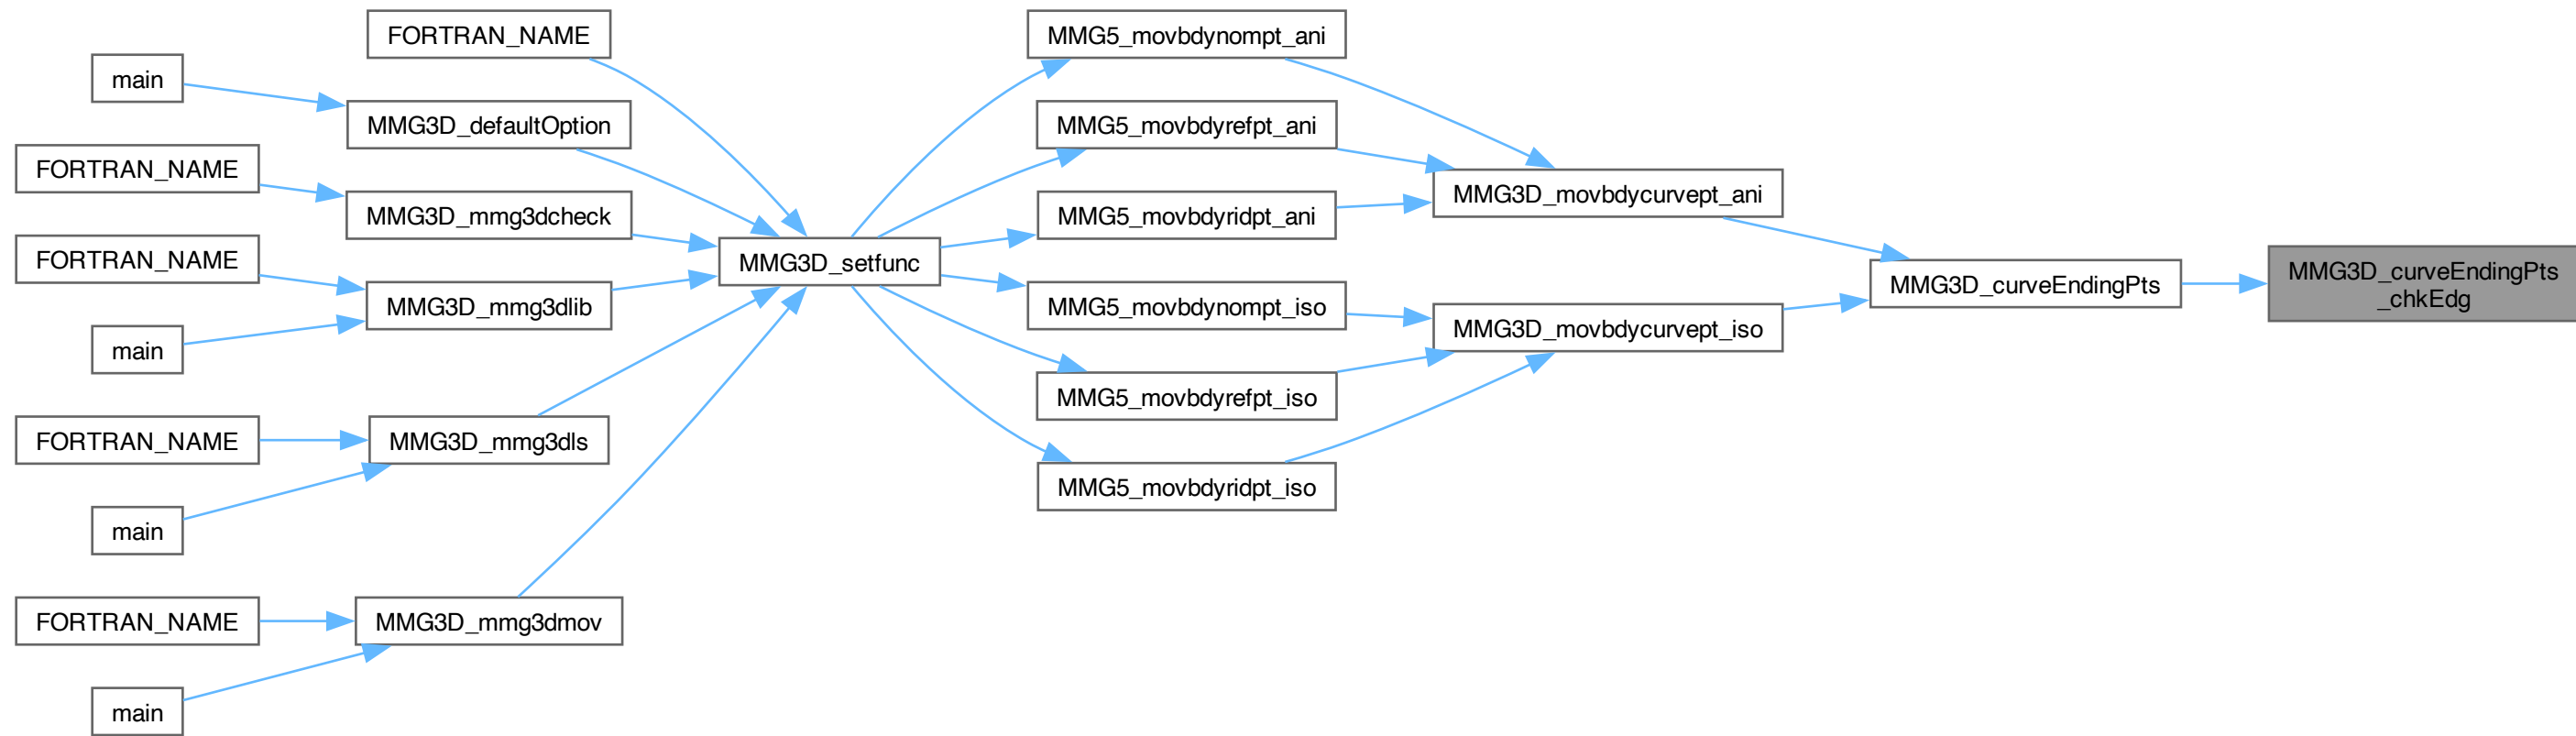 main
FORTRAN_NAME
FORTRAN_NAME
main
FORTRAN_NAME
main
FORTRAN_NAME
main
FORTRAN_NAME
MMG3D_defaultOption
MMG3D_mmg3dcheck
MMG3D_mmg3dlib
MMG3D_mmg3dls
MMG3D_mmg3dmov
MMG3D_setfunc
MMG5_movbdynompt_ani
MMG5_movbdyrefpt_ani
MMG5_movbdyridpt_ani
MMG5_movbdynompt_iso
MMG5_movbdyrefpt_iso
MMG5_movbdyridpt_iso
MMG3D_movbdycurvept_ani
MMG3D_movbdycurvept_iso
MMG3D_curveEndingPts
MMG3D_curveEndingPts
_chkEdg